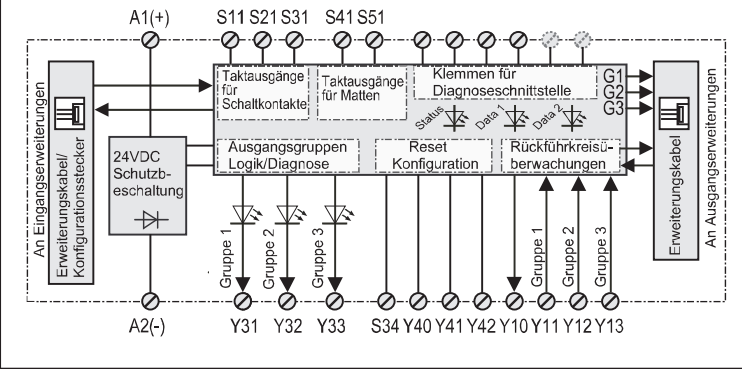 A1(+) S11 S21 S31 S41 S51
An Eingangserweiterungen
Erweiterungskabel/
Konfigurationsstecker
24VDC
Schutzb-
eschaltung
Taktausgänge
für
Schaltkontakte
Taktausgänge
für Matten
Klemmen für
Diagnoseschnittstelle
G1
G2
G3
Status
Data 1
Data 2
Ausgangsgruppen
Logik/Diagnose
Reset
Konfiguration
Rückführkreisü-
berwachungen
Erweiterungskabel
An Ausgangserweiterungen
Gruppe 1
Gruppe 2
Gruppe 3
Gruppe 1
Gruppe 2
Gruppe 3
A2(-) Y31 Y32 Y33 S34 Y40 Y41 Y42 Y10 Y11 Y12 Y13